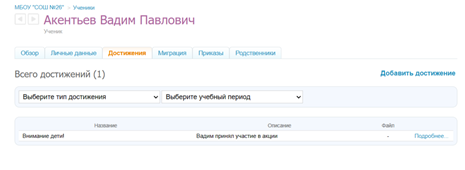 МБОУ "СОШ №26" :: Ученики
Акентьев Вадим Павлович
Ученик
Обзор Личные данные Достижения Миграция Приказы Родственники
Всего достижений (1) Добавить достижение
Выберите тип достижения Выберите учебный период
Название Описание Файл
Внимание дети! Вадим принял участие в акции - Подробнее...